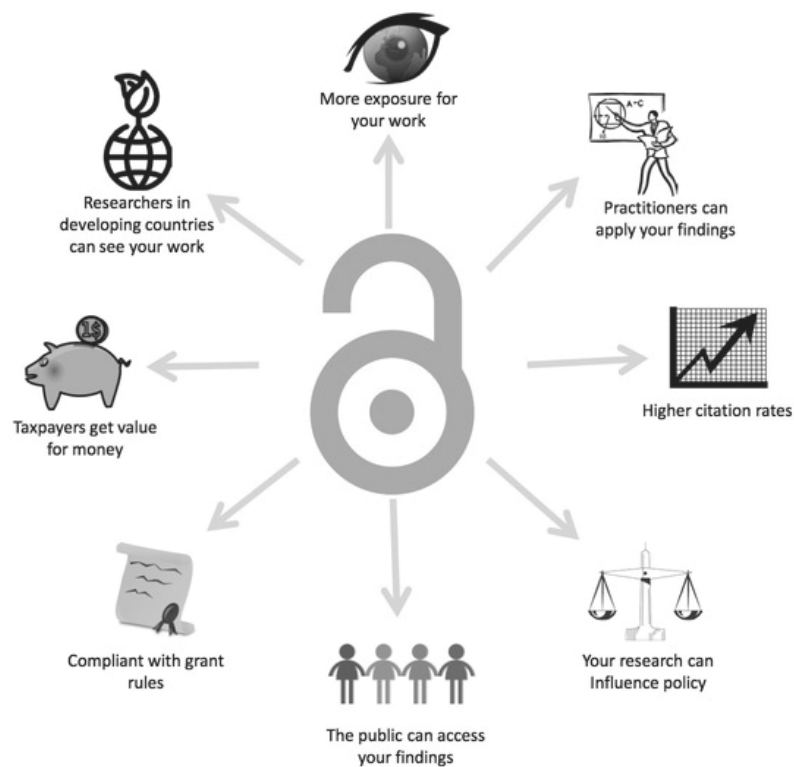 More exposure for
your work
Practitioners can
apply your findings
Higher citation rates
Your research can
Influence policy
The public can access
your findings
Compliant with grant
rules
Taxpayers get value
for money
1$
Researchers in
developing countries
can see your work